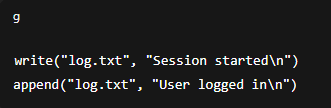 g
write("log.txt", "Session started\n")
append("log.txt", "User logged in\n")